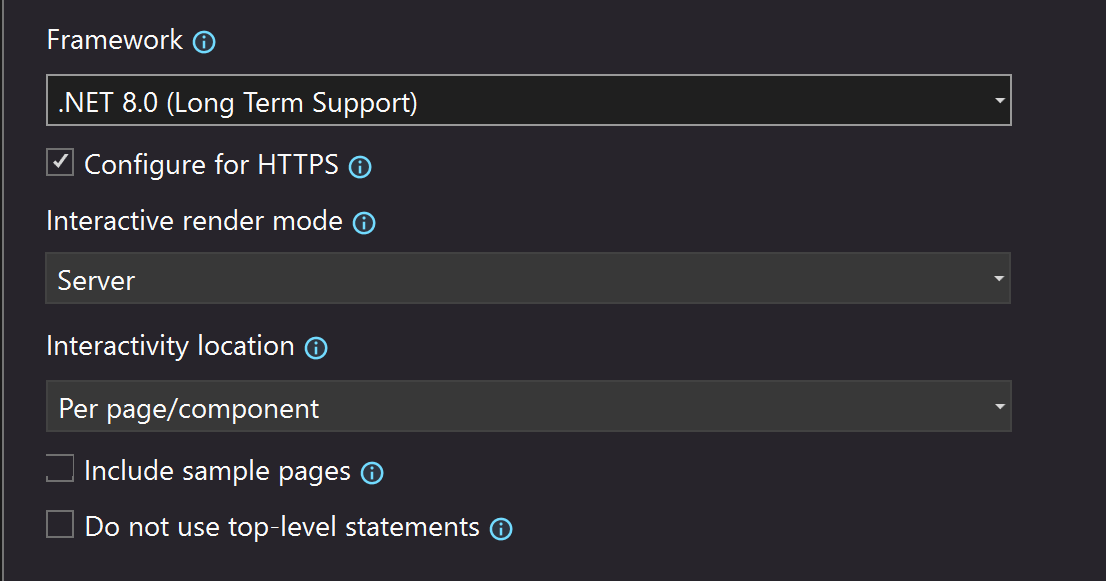 Framework
.NET 8.0 (Long Term Support)
Configure for HTTPS
Interactive render mode
Server
Interactivity location
Per page/component
Include sample pages
Do not use top-level statements